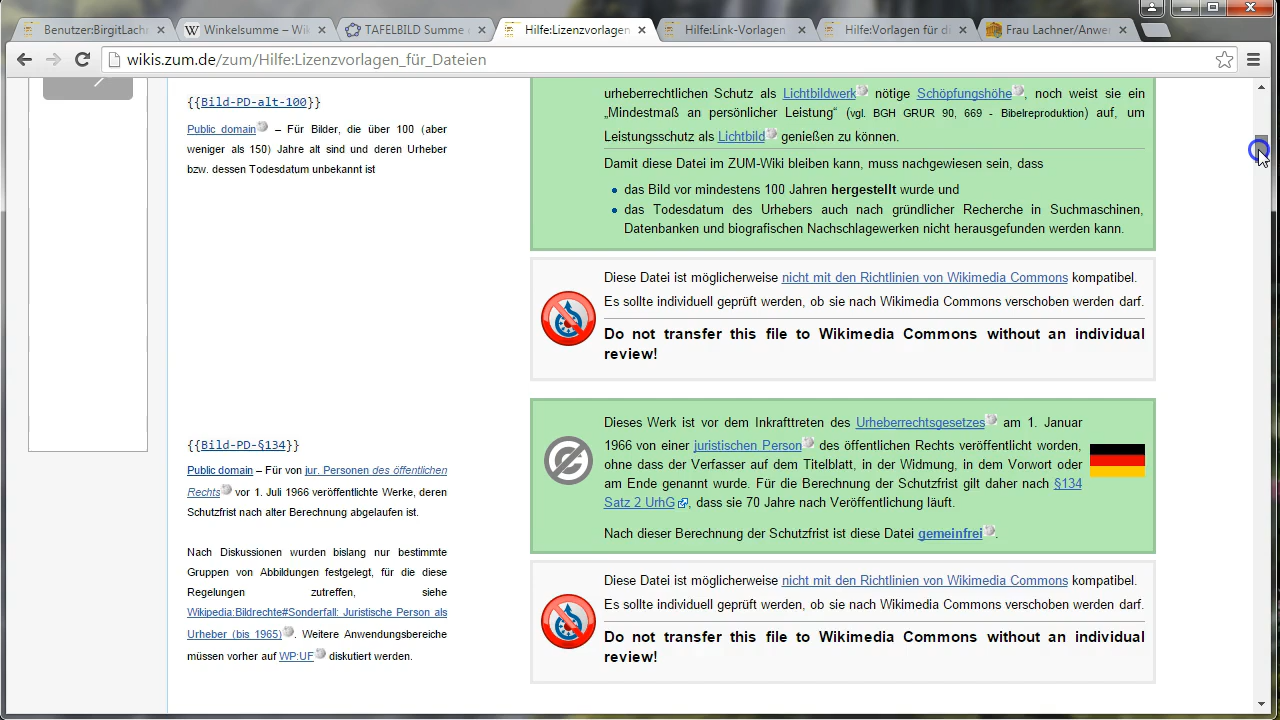 Benutzer:BirgitLach
Winkelsumme – Wik
TAFELBILD Summe
Hilfe:Lizenzvorlagen
Hilfe:Link-Vorlagen
Hilfe:Vorlagen für di
Frau Lachner/Anwe
wikis.zum.de/zum/Hilfe:Lizenzvorlagen_für_Dateien
{{Bild-PD-alt-100}}
Public domain – Für Bilder, die über 100 (aber
weniger als 150) Jahre alt sind und deren Urheber
bzw. dessen Todesdatum unbekannt ist
urheberrechtlichen Schutz als Lichtbildwerk nötige Schöpfungshöhe, noch weist sie ein
„Mindestmaß an persönlicher Leistung“ (vgl. BGH GRUR 90, 669 - Bibelreproduktion) auf, um
Leistungsschutz als Lichtbild genießen zu können.
Damit diese Datei im ZUM-Wiki bleiben kann, muss nachgewiesen sein, dass
das Bild vor mindestens 100 Jahren hergestellt wurde und
das Todesdatum des Urhebers auch nach gründlicher Recherche in Suchmaschinen,
Datenbanken und biografischen Nachschlagewerken nicht herausgefunden werden kann.
Diese Datei ist möglicherweise nicht mit den Richtlinien von Wikimedia Commons kompatibel.
Es sollte individuell geprüft werden, ob sie nach Wikimedia Commons verschoben werden darf.
Do not transfer this file to Wikimedia Commons without an individual
review!
{{Bild-PD-§134}}
Public domain – Für von jur. Personen des öffentlichen
Rechts vor 1. Juli 1966 veröffentlichte Werke, deren
Schutzfrist nach alter Berechnung abgelaufen ist.
Nach Diskussionen wurden bislang nur bestimmte
Gruppen von Abbildungen festgelegt, für die diese
Regelungen zutreffen, siehe
Wikipedia:Bildrechte#Sonderfall: Juristische Person als
Urheber (bis 1965). Weitere Anwendungsbereiche
müssen vorher auf WP:UF diskutiert werden.
Dieses Werk ist vor dem Inkrafttreten des Urheberrechtsgesetzes am 1. Januar
1966 von einer juristischen Person des öffentlichen Rechts veröffentlicht worden,
ohne dass der Verfasser auf dem Titelblatt, in der Widmung, in dem Vorwort oder
am Ende genannt wurde. Für die Berechnung der Schutzfrist gilt daher nach §134
Satz 2 UrhG, dass sie 70 Jahre nach Veröffentlichung läuft.
Nach dieser Berechnung der Schutzfrist ist diese Datei gemeinfrei.
Diese Datei ist möglicherweise nicht mit den Richtlinien von Wikimedia Commons kompatibel.
Es sollte individuell geprüft werden, ob sie nach Wikimedia Commons verschoben werden darf.
Do not transfer this file to Wikimedia Commons without an individual
review!